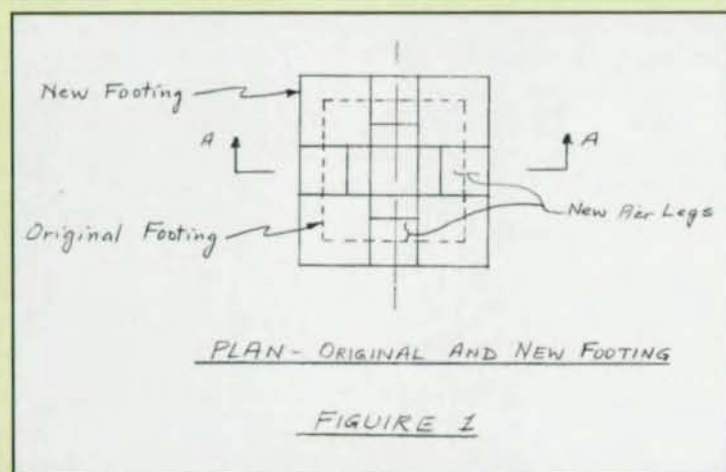 New Footing
A
A
New Pier Legs
Original Footing
PLAN - ORIGINAL AND NEW FOOTING
FIGUIRE 1